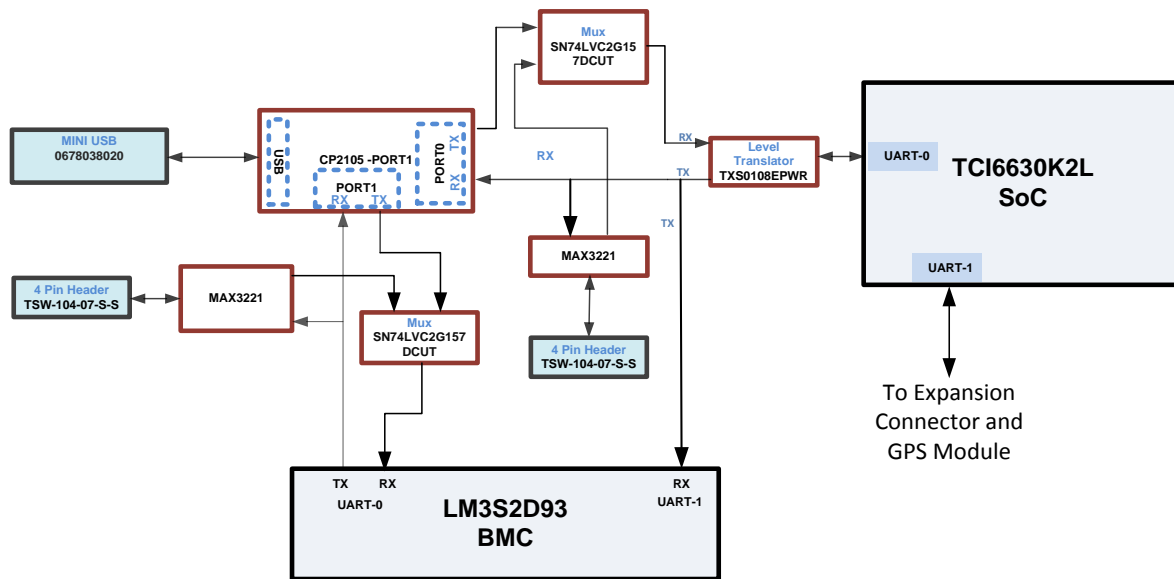 Mux
SN74LVC2G15
7DCUT
MINI USB
0678038020
USB
CP2105 -PORT1
PORT0
TX
RX
PORT1
RX
TX
RX
RX
TX
TX
Level
Translator
TXS0108EPWR
UART-0
TCI6630K2L
SoC
UART-1
4 Pin Header
TSW-104-07-S-S
MAX3221
Mux
SN74LVC2G157
DCUT
MAX3221
4 Pin Header
TSW-104-07-S-S
To Expansion
Connector and
GPS Module
TX
RX
UART-0
LM3S2D93
BMC
RX
UART-1